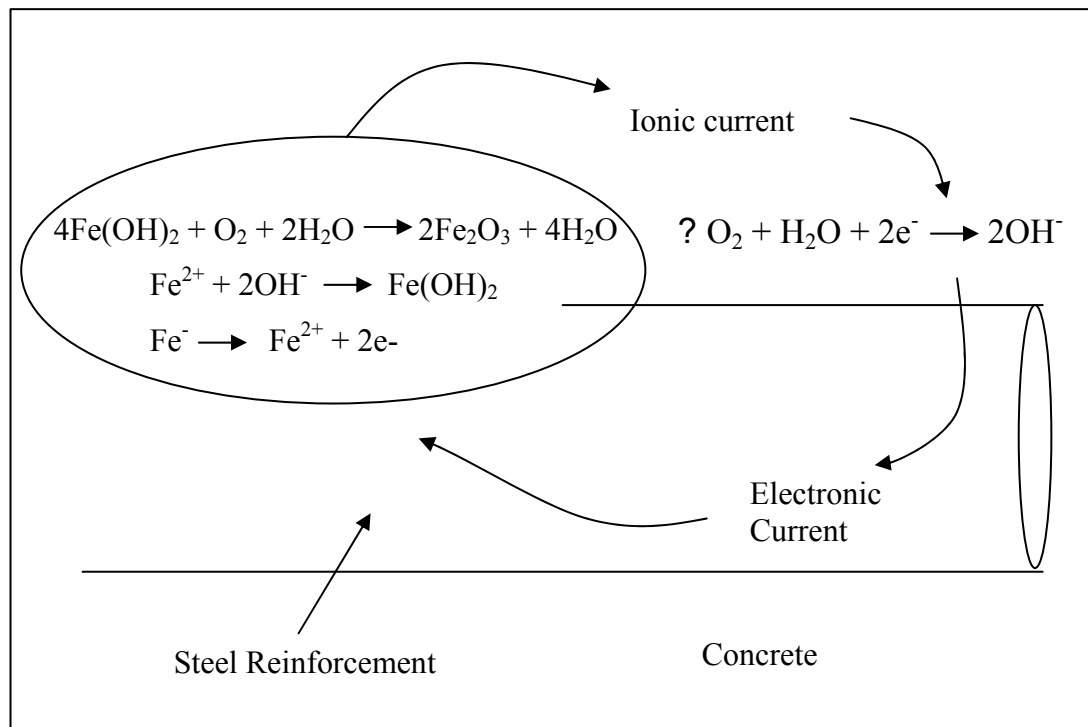 Ionic current
4Fe(OH)₂ + O₂ + 2H₂O → 2Fe₂O₃ + 4H₂O
? O₂ + H₂O + 2e⁻ → 2OH⁻
Fe²⁺ + 2OH⁻ → Fe(OH)₂
Fe⁻ → Fe²⁺ + 2e-
Electronic
Current
Steel Reinforcement
Concrete